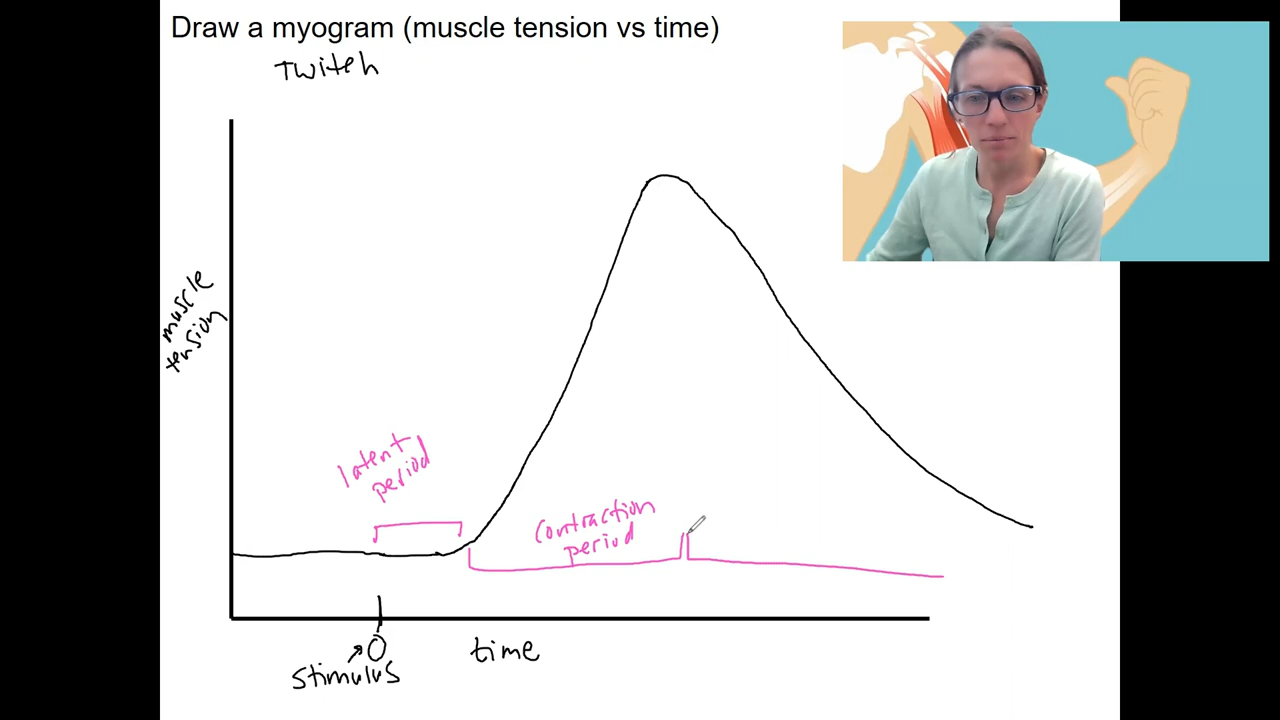 Draw a myogram (muscle tension vs time)
Twitch
muscle
tension
latent
period
contraction
period
0
stimulus
time